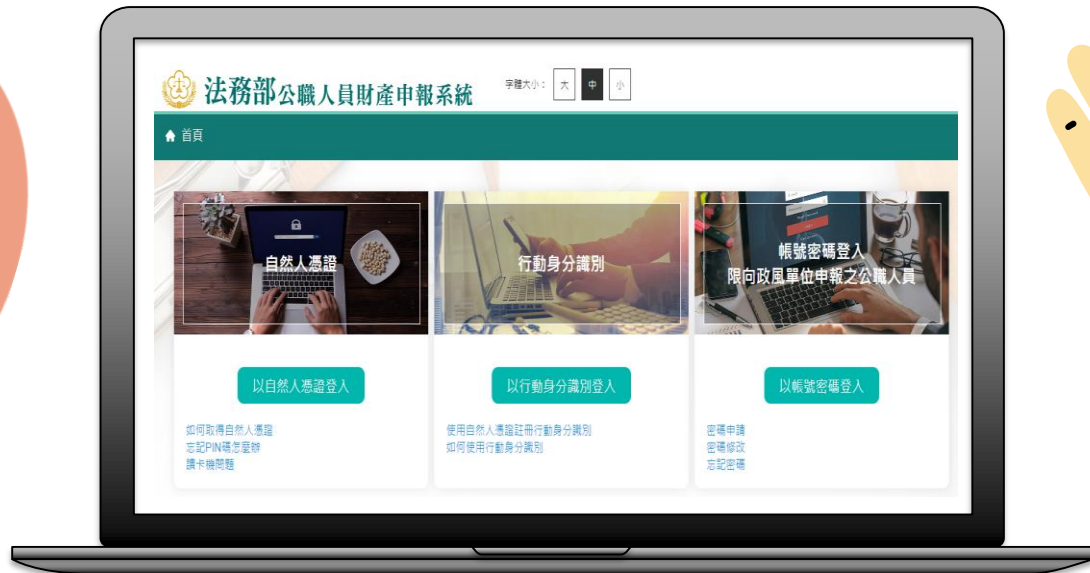 法務部公職人員財產申報系統
字體大小： 大 中 小
首頁
自然人憑證
行動身分識別
帳號密碼登入
限向政風單位申報之公職人員
以自然人憑證登入
以行動身分識別登入
以帳號密碼登入
如何取得自然人憑證
忘記PIN碼怎麼辦
讀卡機問題
使用自然人憑證註冊行動身分識別
如何使用行動身分識別
密碼申請
密碼修改
忘記密碼